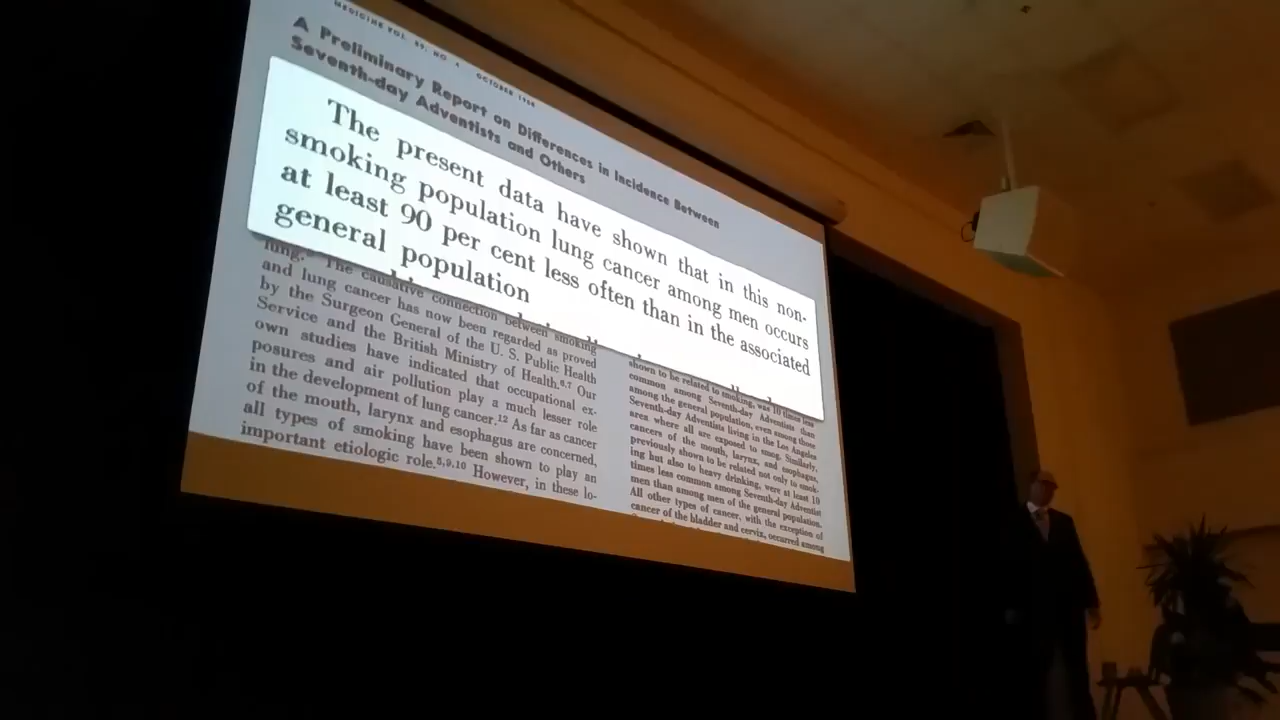 MEDICINE VOL. 89, NO. 4 OCTOBER 1958
A Preliminary Report on Differences in Incidence Between
Seventh-day Adventists and Others
The present data have shown that in this non-
smoking population lung cancer among men occurs
at least 90 per cent less often than in the associated
general population
lung. The causative connection between smoking
and lung cancer has now been regarded as proved
by the Surgeon General of the U. S. Public Health
Service and the British Ministry of Health.6,7 Our
own studies have indicated that occupational ex-
posures and air pollution play a much lesser role
in the development of lung cancer.12 As far as cancer
of the mouth, larynx and esophagus are concerned,
all types of smoking have been shown to play an
important etiologic role.8,9,10 However, in these lo-
shown to be related to smoking, was 10 times less
common among Seventh-day Adventists than
among the general population, even among those
Seventh-day Adventists living in the Los Angeles
area where all are exposed to smog. Similarly,
cancers of the mouth, larynx, and esophagus,
previously shown to be related not only to smok-
ing but also to heavy drinking, were at least 10
times less common among Seventh-day Adventist
men than among men of the general population.
All other types of cancer, with the exception of
cancer of the bladder and cervix, occurred among